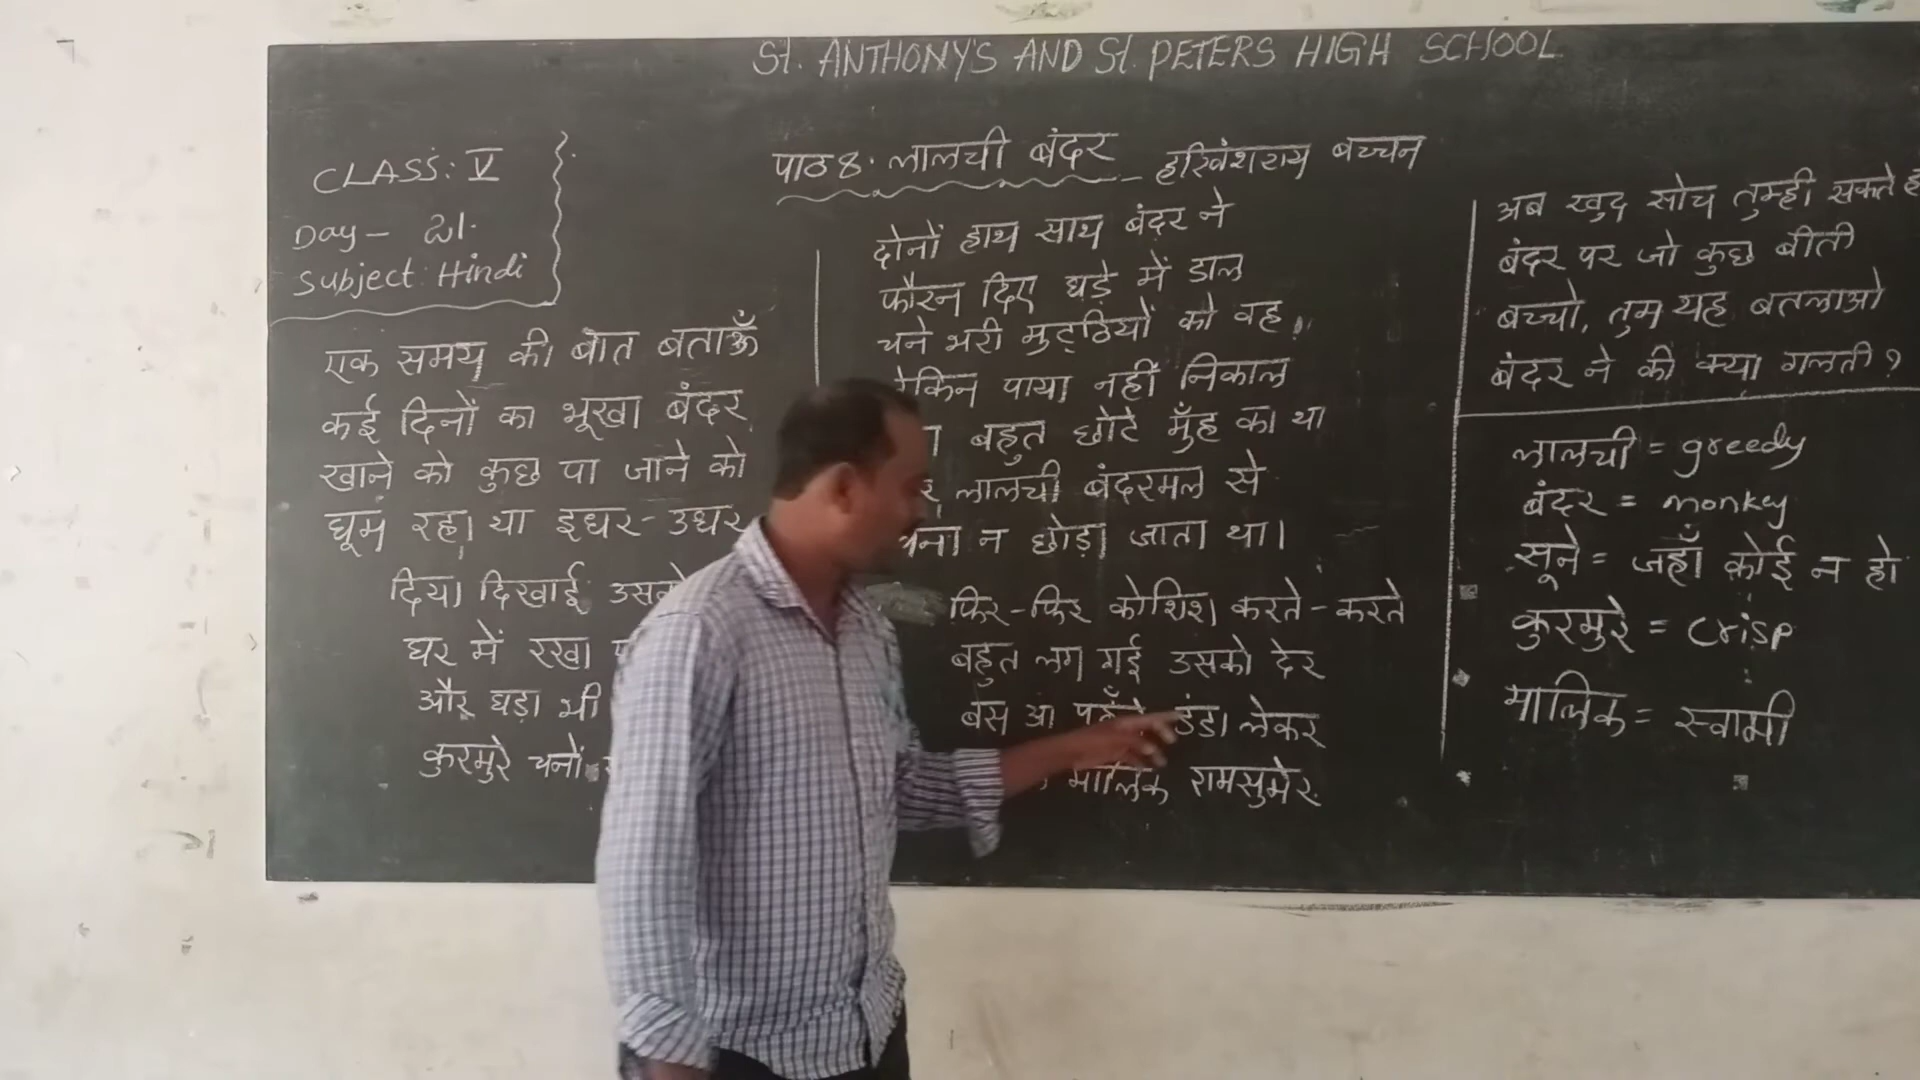 St. ANTHONY'S AND St. PETERS HIGH SCHOOL
CLASS: V
Day - 21.
Subject: Hindi
पाठ 8. लालची बंदर - हरिवंशराय बच्चन
एक समय की बात बताऊँ
कई दिनों का भूखा बंदर
खाने को कुछ पा जाने को
घूम रहा था इधर-उधर
दिया दिखाई
घर में रखा
और घड़ा भी
कुरमुरे चनों
दोनों हाथ साथ बंदर ने
फौरन दिए घड़े में डाल
चने भरी मुट्ठियों को वह
पाया नहीं निकाल
बहुत छोटे मुँह का था
लालची बंदरमल से
न छोड़ा जाता था।
फिर-फिर कोशिश करते-करते
बहुत लग गई उसको देर
बस आ डंडा लेकर
मालिक रामसुमेर.
अब खुद सोच तुम्ही सकते
बंदर पर जो कुछ बीती
बच्चो, तुम यह बतलाओ
बंदर ने की क्या गलती?
लालची = greedy
बंदर = monkey
सूने = जहाँ कोई न हो
कुरमुरे = crisp
मालिक = स्वामी